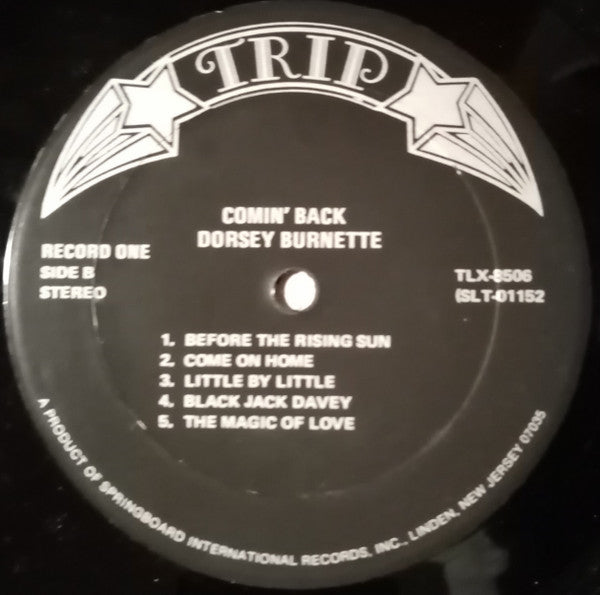 TRIP
COMIN' BACK
DORSEY BURNETTE
RECORD ONE
SIDE B
STEREO
TLX-8506
(SLT-01152
1. BEFORE THE RISING SUN
2. COME ON HOME
3. LITTLE BY LITTLE
4. BLACK JACK DAVEY
5. THE MAGIC OF LOVE
A PRODUCT OF SPRINGBOARD INTERNATIONAL RECORDS, INC., LINDEN, NEW JERSEY 07036